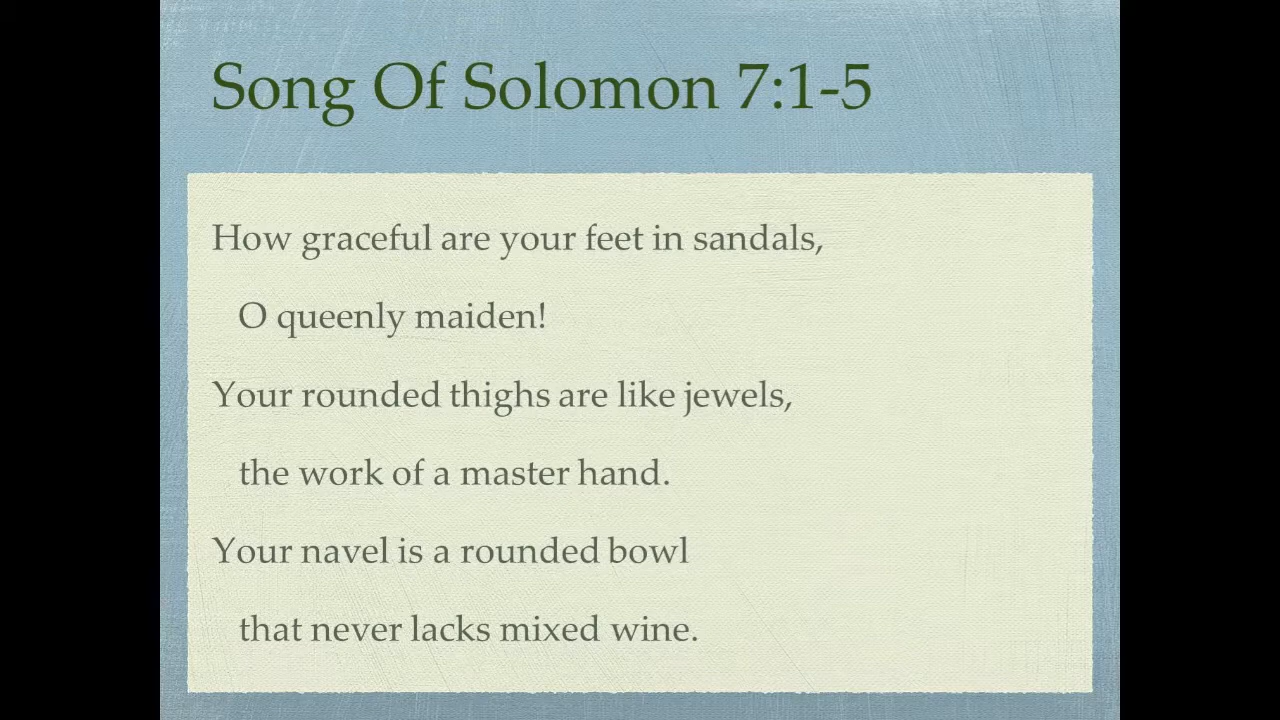 Song Of Solomon 7:1-5
How graceful are your feet in sandals,
O queenly maiden!
Your rounded thighs are like jewels,
the work of a master hand.
Your navel is a rounded bowl
that never lacks mixed wine.